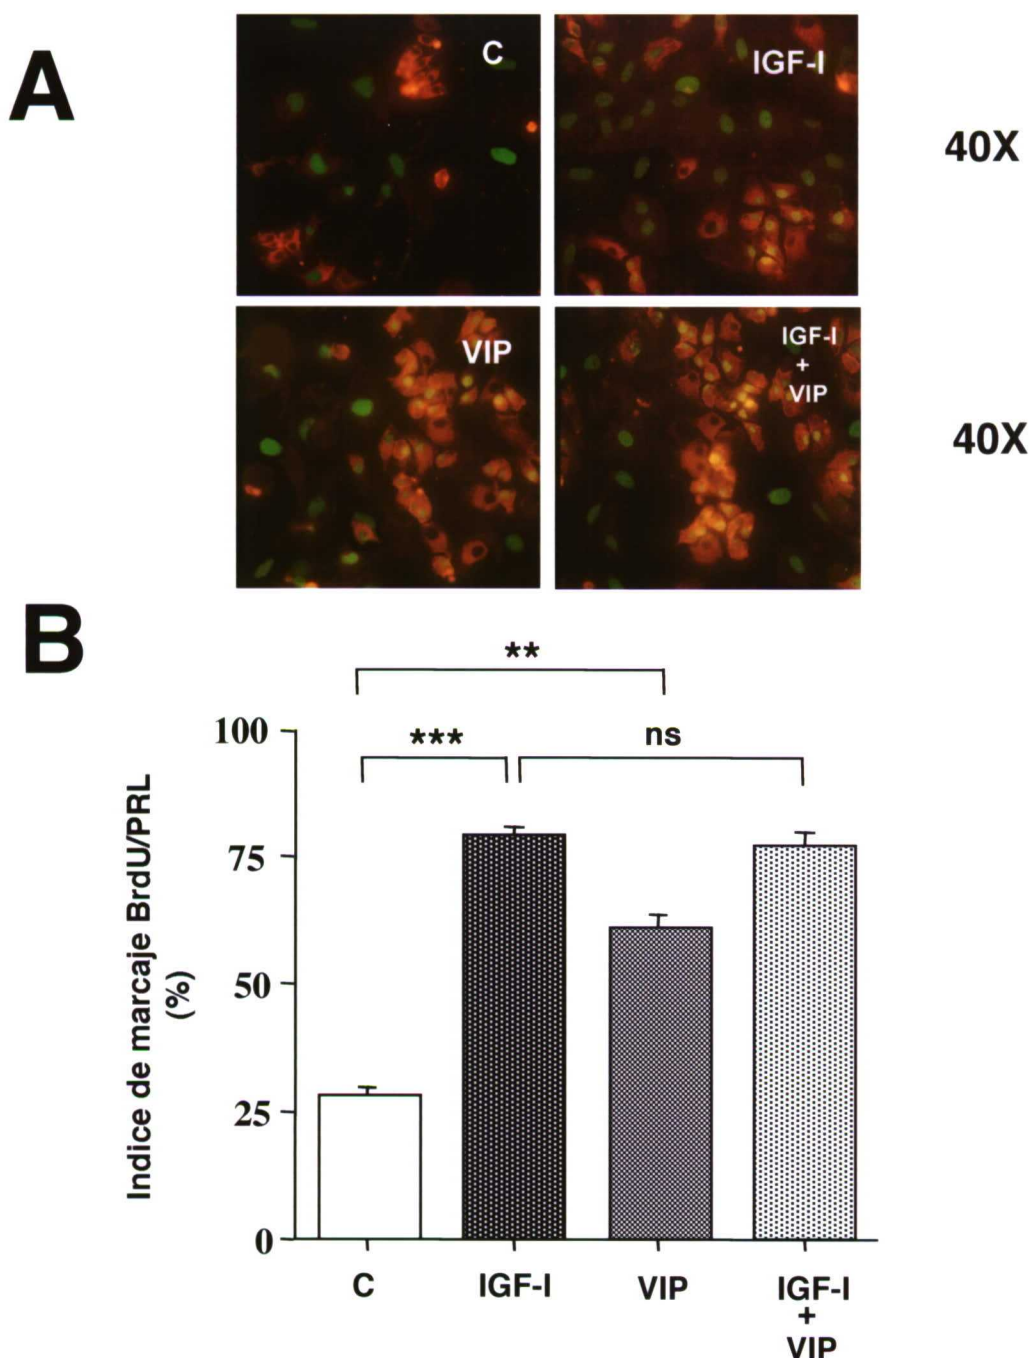 A
C
IGF-I
40X
VIP
IGF-I
+
VIP
40X
B
**
100
***
ns
75
50
25
0
Indice de marcaje BrdU/PRL
(%)
C
IGF-I
VIP
IGF-I
+
VIP